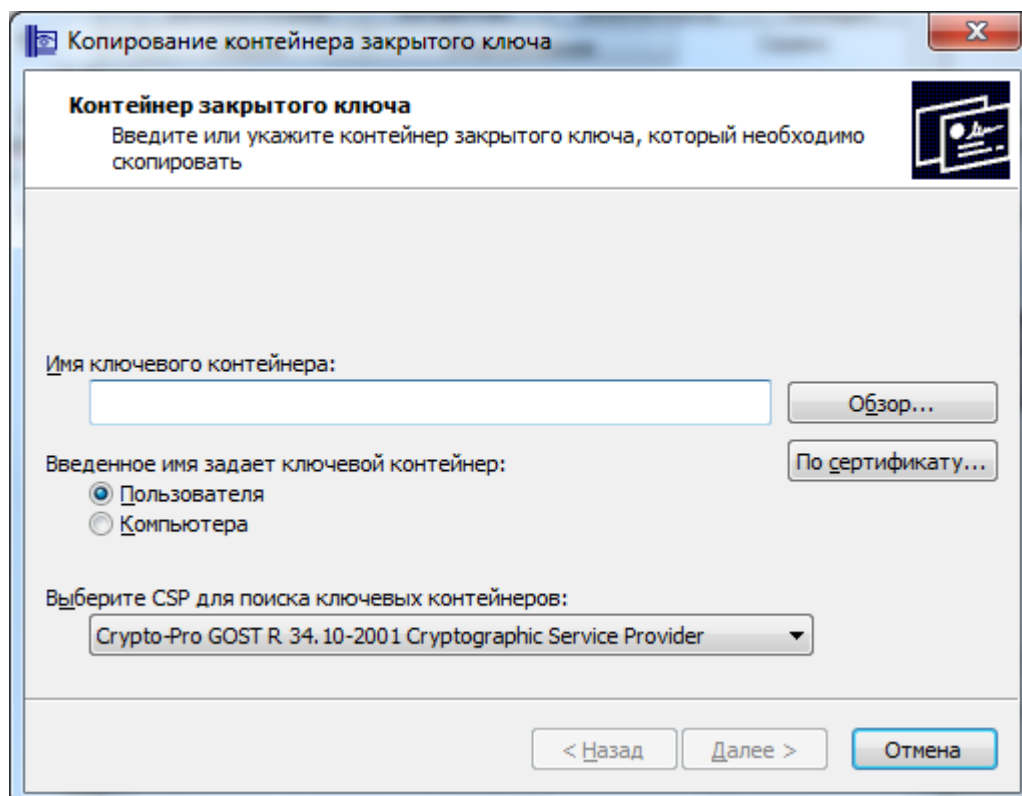 Копирование контейнера закрытого ключа
Контейнер закрытого ключа
Введите или укажите контейнер закрытого ключа, который необходимо
скопировать
Имя ключевого контейнера:
Обзор...
Введенное имя задает ключевой контейнер:
По сертификату...
Пользователя
Компьютера
Выберите CSP для поиска ключевых контейнеров:
Crypto-Pro GOST R 34.10-2001 Cryptographic Service Provider
< Назад
Далее >
Отмена